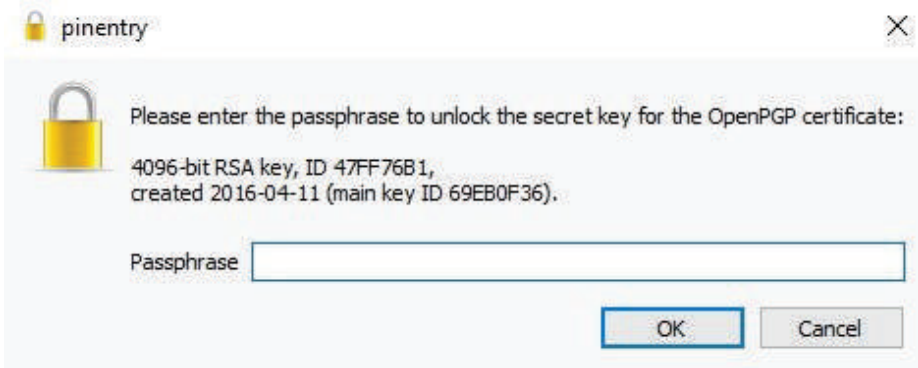 pinentry
Please enter the passphrase to unlock the secret key for the OpenPGP certificate:
4096-bit RSA key, ID 47FF76B1,
created 2016-04-11 (main key ID 69EB0F36).
Passphrase
OK Cancel